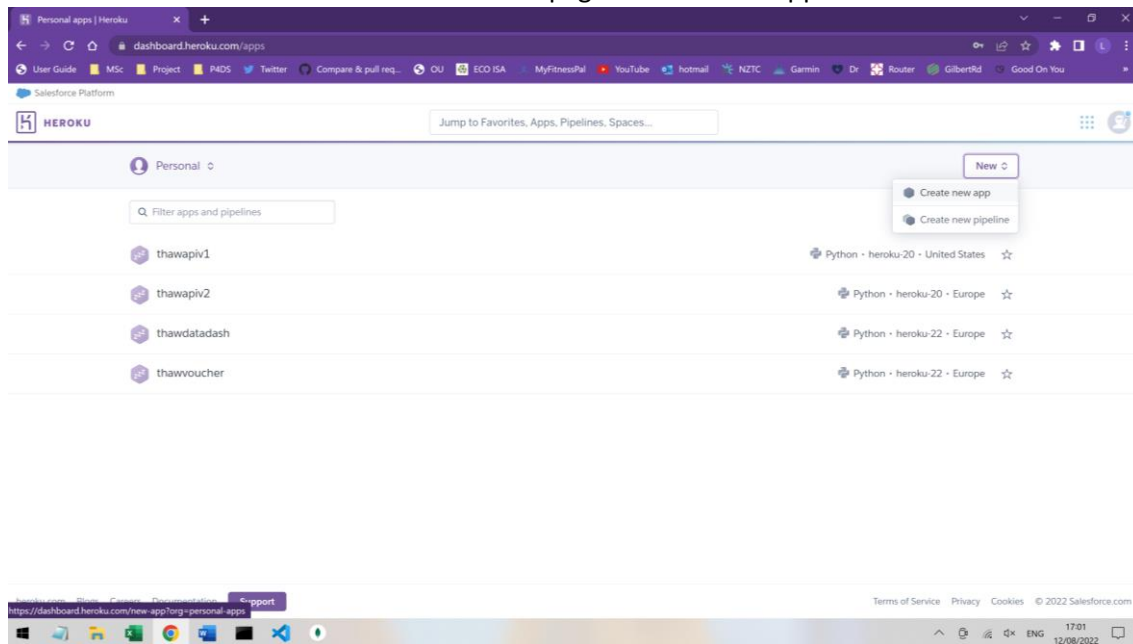 Personal apps | Heroku
dashboard.heroku.com/apps
User Guide MSc Project P4DS Twitter Compare & pull req... OU ECO ISA MyFitnessPal YouTube hotmail NZTC Garmin Dr Router GilbertRd Good On You »
Salesforce Platform
HEROKU Jump to Favorites, Apps, Pipelines, Spaces...
Personal New
Create new app
Filter apps and pipelines
Create new pipeline
thawapiv1 Python · heroku-20 · United States
thawapiv2 Python · heroku-20 · Europe
thawdatadash Python · heroku-22 · Europe
thawvoucher Python · heroku-22 · Europe
heroku.com Blogs Careers Documentation Support Terms of Service Privacy Cookies © 2022 Salesforce.com
https://dashboard.heroku.com/new-app?org=personal-apps
ENG 17:01
12/08/2022